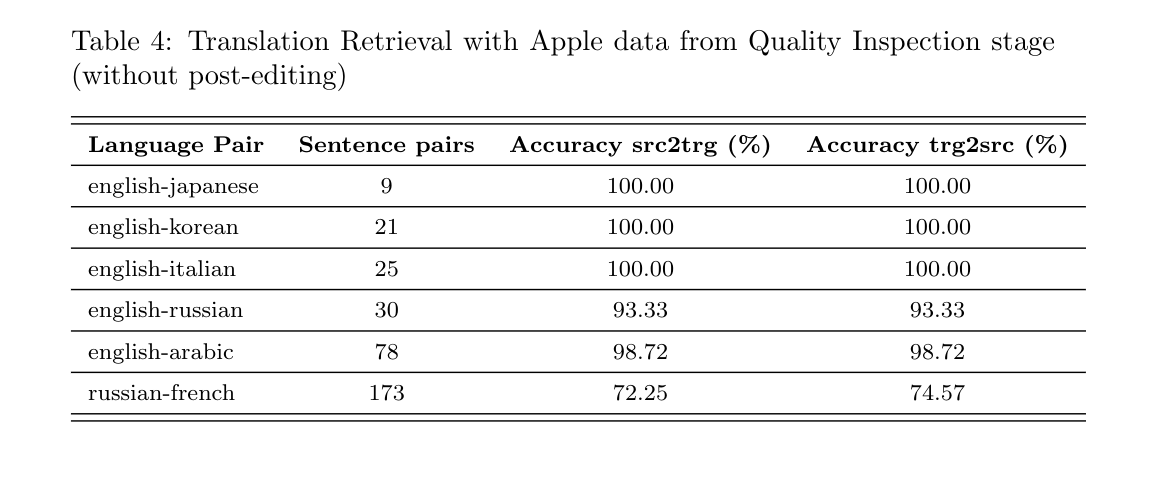 Table 4: Translation Retrieval with Apple data from Quality Inspection stage
(without post-editing)
Language Pair Sentence pairs Accuracy src2trg (%) Accuracy trg2src (%)
english-japanese 9 100.00 100.00
english-korean 21 100.00 100.00
english-italian 25 100.00 100.00
english-russian 30 93.33 93.33
english-arabic 78 98.72 98.72
russian-french 173 72.25 74.57